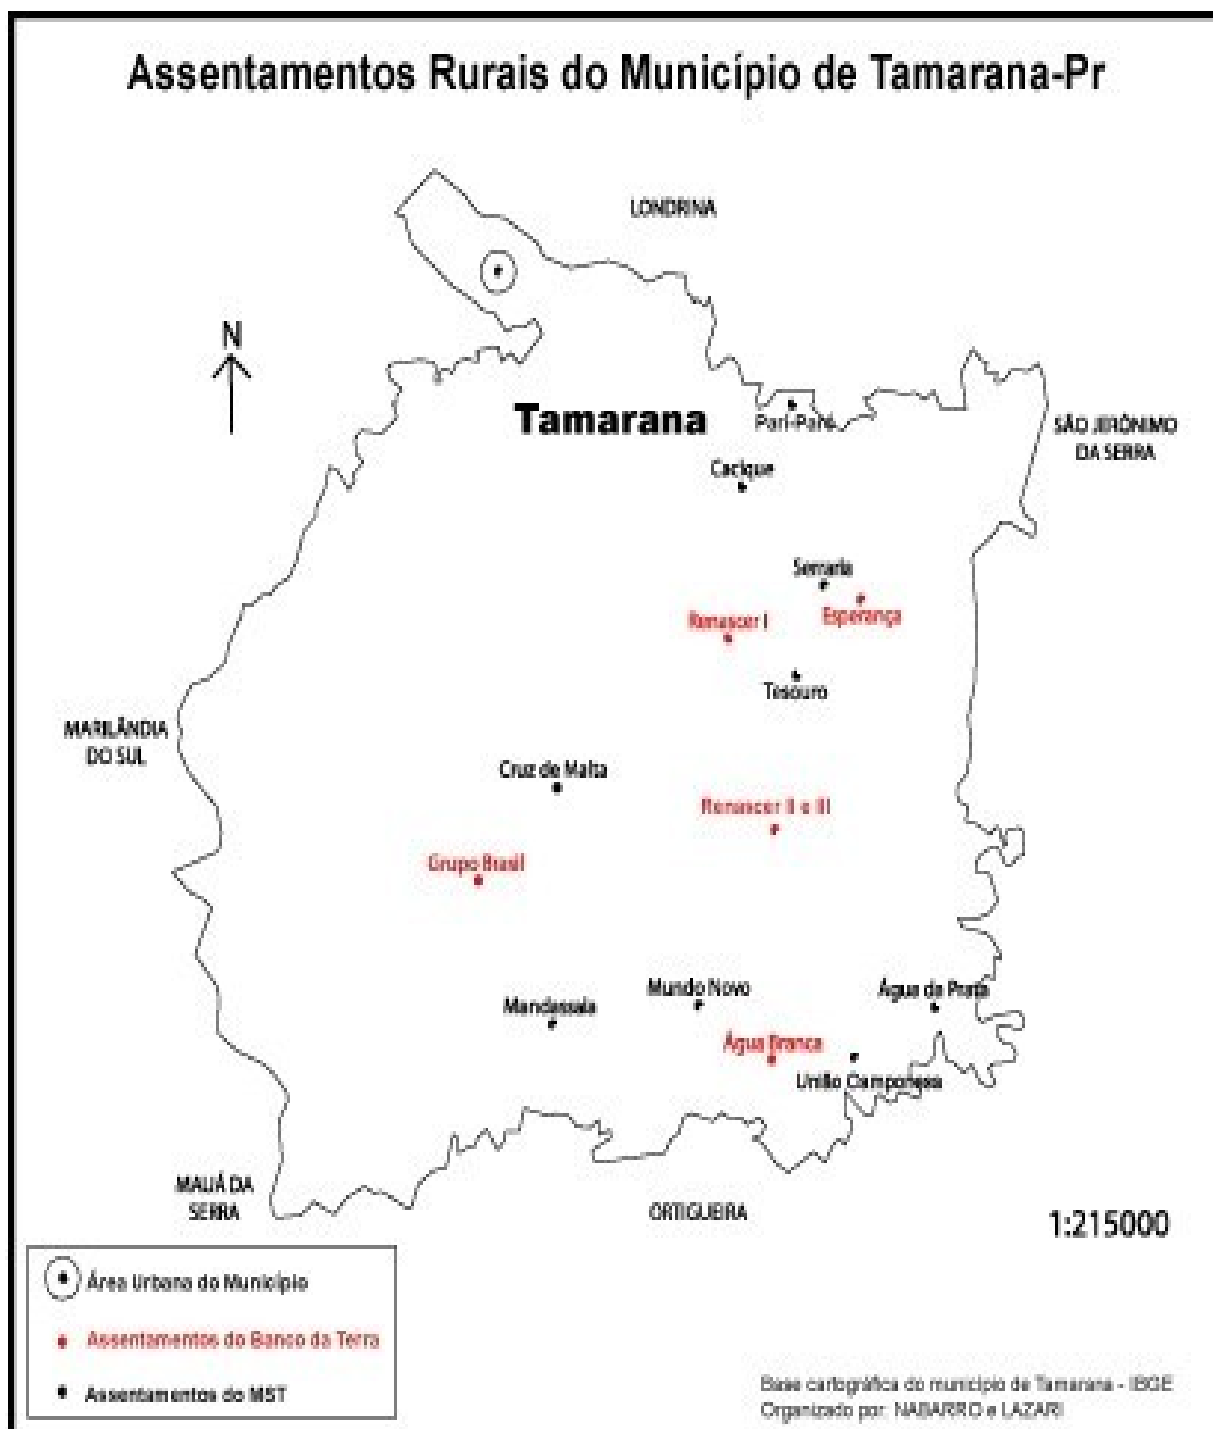 Assentamentos Rurais do Município de Tamarana-Pr
LONDRINA
N
Tamarana
Pari-Paró
SÃO JERÔNIMO
DA SERRA
Cacique
Serraria
Esperança
Renascer I
Tesouro
MARILÂNDIA
DO SUL
Cruz de Malta
Renascer II e III
Grupo Brasil
Mundo Novo
Água da Prata
Mandassaia
Água Branca
União Camponesa
MAUÁ DA
SERRA
ORTIGUEIRA
1:215000
Área Urbana do Município
Assentamentos do Banco da Terra
Assentamentos do MST
Base cartográfica do município de Tamarana - IBGE
Organizado por: NABARRO e LAZARI